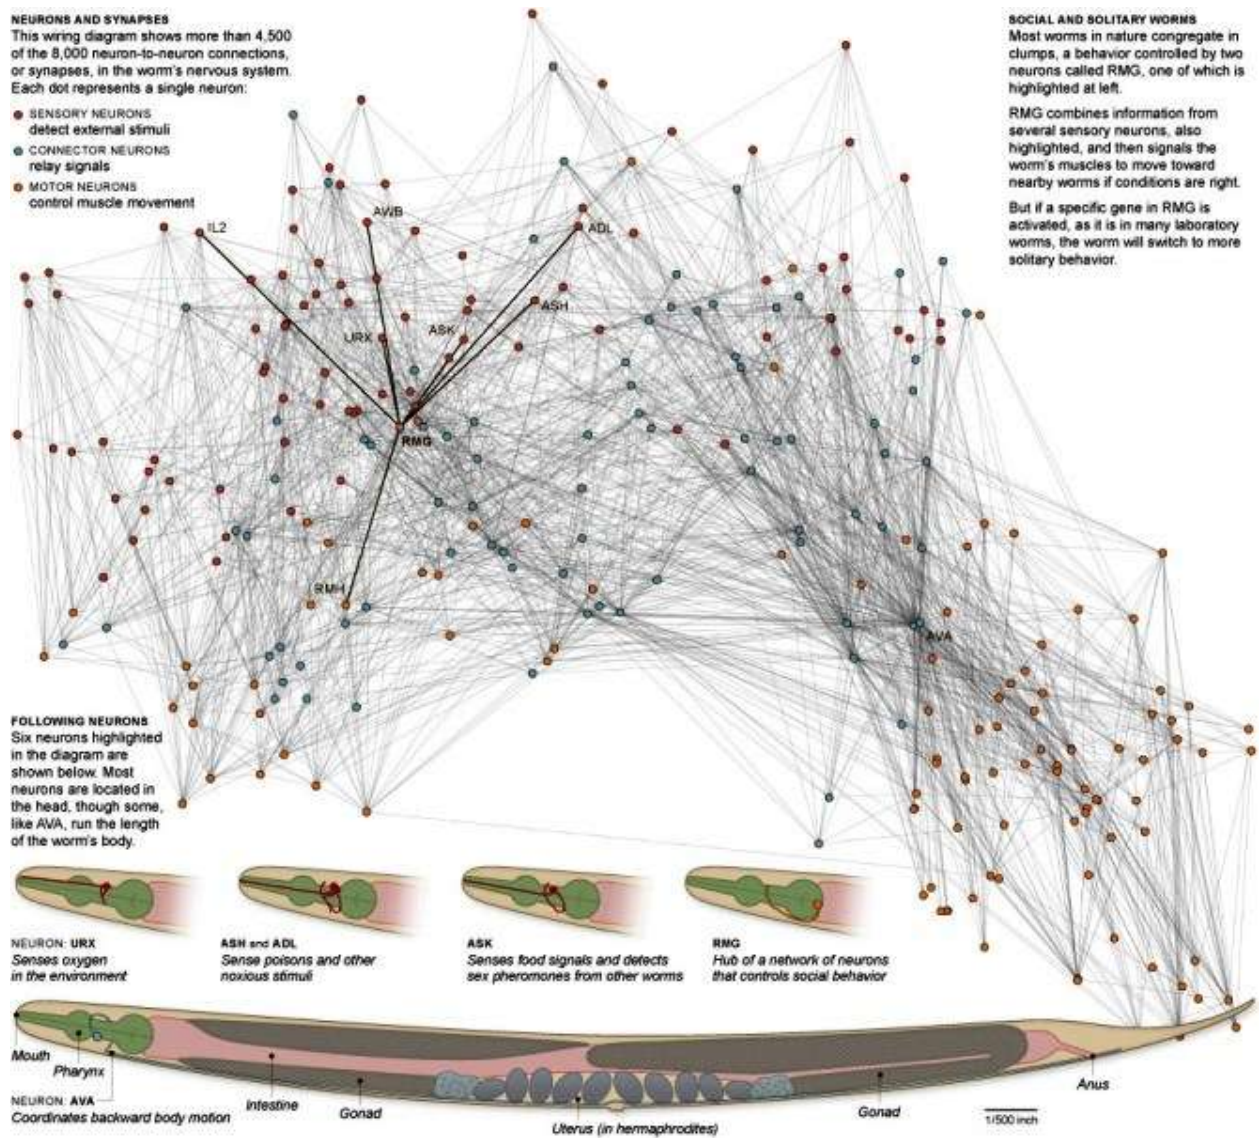 NEURONS AND SYNAPSES
This wiring diagram shows more than 4,500
of the 8,000 neuron-to-neuron connections,
or synapses, in the worm's nervous system.
Each dot represents a single neuron:
SENSORY NEURONS
detect external stimuli
CONNECTOR NEURONS
relay signals
MOTOR NEURONS
control muscle movement
SOCIAL AND SOLITARY WORMS
Most worms in nature congregate in
clumps, a behavior controlled by two
neurons called RMG, one of which is
highlighted at left.
RMG combines information from
several sensory neurons, also
highlighted, and then signals the
worm's muscles to move toward
nearby worms if conditions are right.
But if a specific gene in RMG is
activated, as it is in many laboratory
worms, the worm will switch to more
solitary behavior.
IL2
AWB
ADL
ASH
URX
ASK
RMG
RMH
AVA
FOLLOWING NEURONS
Six neurons highlighted
in the diagram are
shown below. Most
neurons are located in
the head, though some,
like AVA, run the length
of the worm's body.
NEURON: URX
Senses oxygen
in the environment
ASH and ADL
Sense poisons and other
noxious stimuli
ASK
Senses food signals and detects
sex pheromones from other worms
RMG
Hub of a network of neurons
that controls social behavior
Mouth
Pharynx
NEURON: AVA
Coordinates backward body motion
Intestine
Gonad
Uterus (in hermaphrodites)
Gonad
Anus
1/500 inch